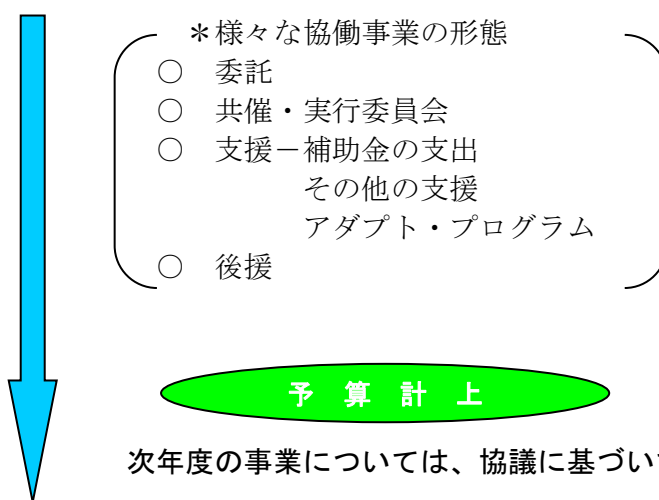 ＊様々な協働事業の形態
○ 委託
○ 共催・実行委員会
○ 支援－補助金の支出
その他の支援
アダプト・プログラム
○ 後援
予 算 計 上
次年度の事業については、協議に基づい